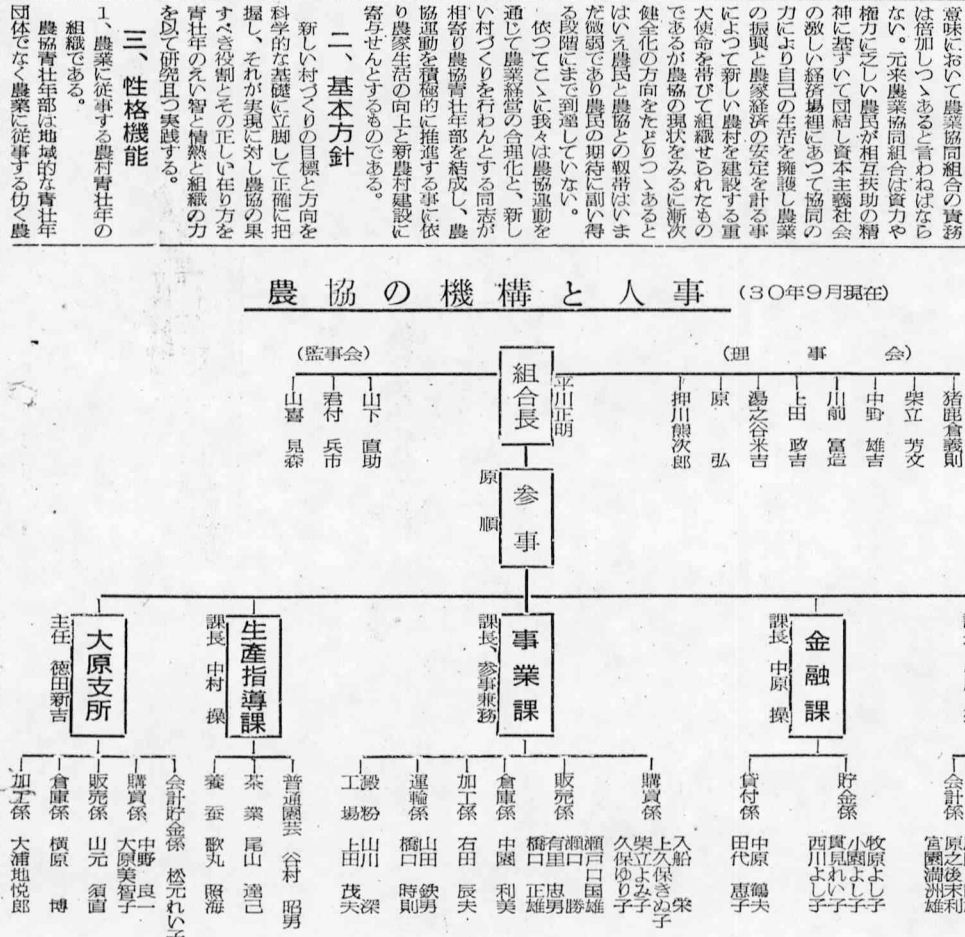 意味において農業協同組合の責務
は倍加しつゝあると言わねばなら
ない。元来農業協同組合は資力や
権力に乏しい農民が相互扶助の精
神に基ずいて団結し資本主義社会
の激しい経済場裡にあつて協同の
力により自己の生活を擁護し農業
の振興と農家経済の安定を計る事
によつて新しい農村を建設する重
大使命を帯びて組織せられたもの
であるが農協の現状をみるに漸次
健全化の方向をたどりつゝあると
はいえ農民と農協との靱帯はいま
だ微弱であり農民の期待に副い得
る段階にまで到達していない。
依つてこゝに我々は農協運動を
通じて農業経営の合理化と、新し
い村づくりを行わんとする同志が
相寄り農協青壮年部を結成し、農
協運動を積極的に推進する事に依
り農家生活の向上と新農村建設に
寄与せんとするものである。
二、基本方針
新しい村づくりの目標と方向を
科学的な基礎に立脚して正確に把
握し、それが実現に対し農協の果
すべき役割とその正しい在り方を
青壮年のえい智と情熱と組織の力
を以て研究且つ実践する。
三、性格機能
1、農業に従事する農村青壮年の
組織である。
農協青壮年部は地域的な青壮年
団体でなく農業に従事する仂く農
農協の機構と人事 (30年9月現在)
(理事会)
猪鹿倉義則
柴立 芳文
中野 雄吉
川前 富造
上田 政吉
湯之谷米吉
原 弘
押川熊次郎
組合長
平川正明
(監事会)
山下 直助
君付 兵市
山喜 見森
参事
原 順
会計係
原之後末利
宮園満洲雄
金融課
課長 中原 操
貯金係
牧原よし子
小園よし子
貫見れい子
西川よし子
貸付係
中原 鶴夫
田代 恵子
事業課
課長、参事兼務
購買係
入船 栄
上久保きぬ子
柴立よみ子
久保ゆり子
販売係
瀬戸口国雄
瀬口 勝
有里 忠男
橋口 正雄
倉庫係
中園 利美
加工係
右田 辰夫
運輸係
山田 鉄男
橋口 時則
澱粉工場
山川 深
上田 茂夫
生産指導課
課長 中村 操
普通園芸 谷村 昭男
茶業 尾山 達己
養蚕 歌丸 照海
大原支所
主任 徳田新吉
会計貯金係 松元れい子
購買係
中野 良一
大原美智子
販売係 山元 須直
倉庫係 横原 博
加工係 大浦地悦郎